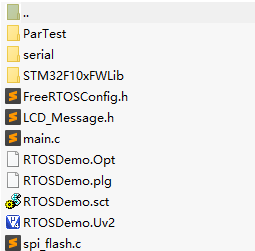 ..
ParTest
serial
STM32F10xFWLib
FreeRTOSConfig.h
LCD_Message.h
main.c
RTOSDemo.Opt
RTOSDemo.plg
RTOSDemo.sct
RTOSDemo.Uv2
spi_flash.c